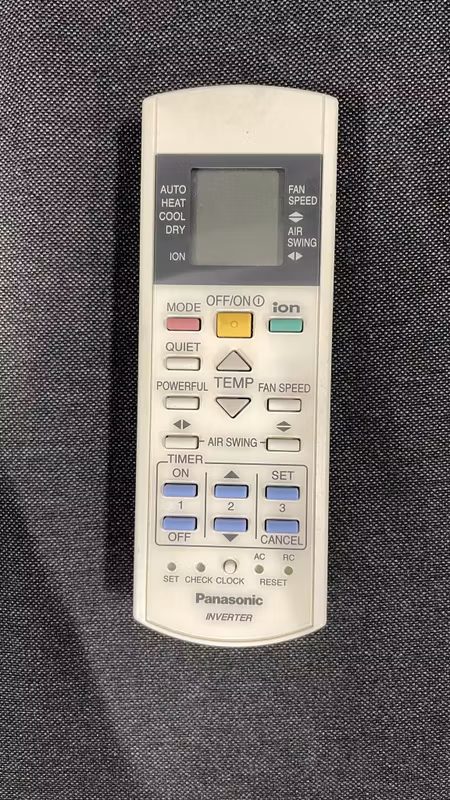 AUTO
HEAT
COOL
DRY
ION
FAN
SPEED
AIR
SWING
MODE
OFF/ON
ion
QUIET
POWERFUL
TEMP
FAN SPEED
AIR SWING
TIMER
ON
SET
1
2
3
OFF
CANCEL
AC
RC
SET
CHECK
CLOCK
RESET
Panasonic
INVERTER